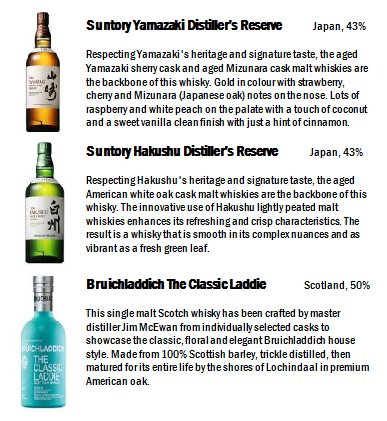 Suntory Yamazaki Distiller's Reserve Japan, 43%
Respecting Yamazaki's heritage and signature taste, the aged
Yamazaki sherry cask and aged Mizunara cask malt whiskies are
the backbone of this whisky. Gold in colour with strawberry,
cherry and Mizunara (Japanese oak) notes on the nose. Lots of
raspberry and white peach on the palate with a touch of coconut
and a sweet vanilla clean finish with just a hint of cinnamon.
山崎
Suntory Hakushu Distiller's Reserve Japan, 43%
Respecting Hakushu's heritage and signature taste, the aged
American white oak cask malt whiskies are the backbone of this
whisky. The innovative use of Hakushu lightly peated malt
whiskies enhances its refreshing and crisp characteristics. The
result is a whisky that is smooth in its complex nuances and as
vibrant as a fresh green leaf.
白州
Bruichladdich The Classic Laddie Scotland, 50%
This single malt Scotch whisky has been crafted by master
distiller Jim McEwan from individually selected casks to
showcase the classic, floral and elegant Bruichladdich house
style. Made from 100% Scottish barley, trickle distilled, then
matured for its entire life by the shores of Lochindaal in premium
American oak.
BRUICHLADDICH
THE
CLASSIC
LADDIE